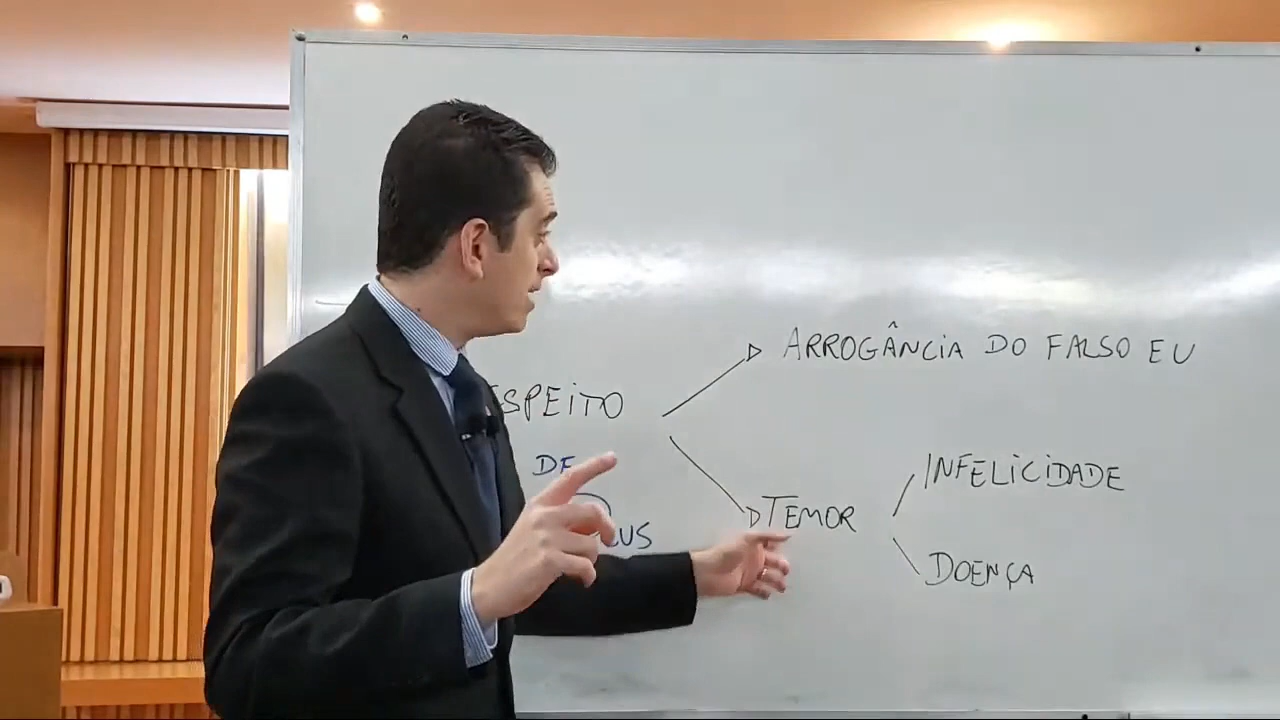 ARROGÂNCIA DO FALSO EU
SPEITO
INFELICIDADE
DE
TEMOR
DOENÇA